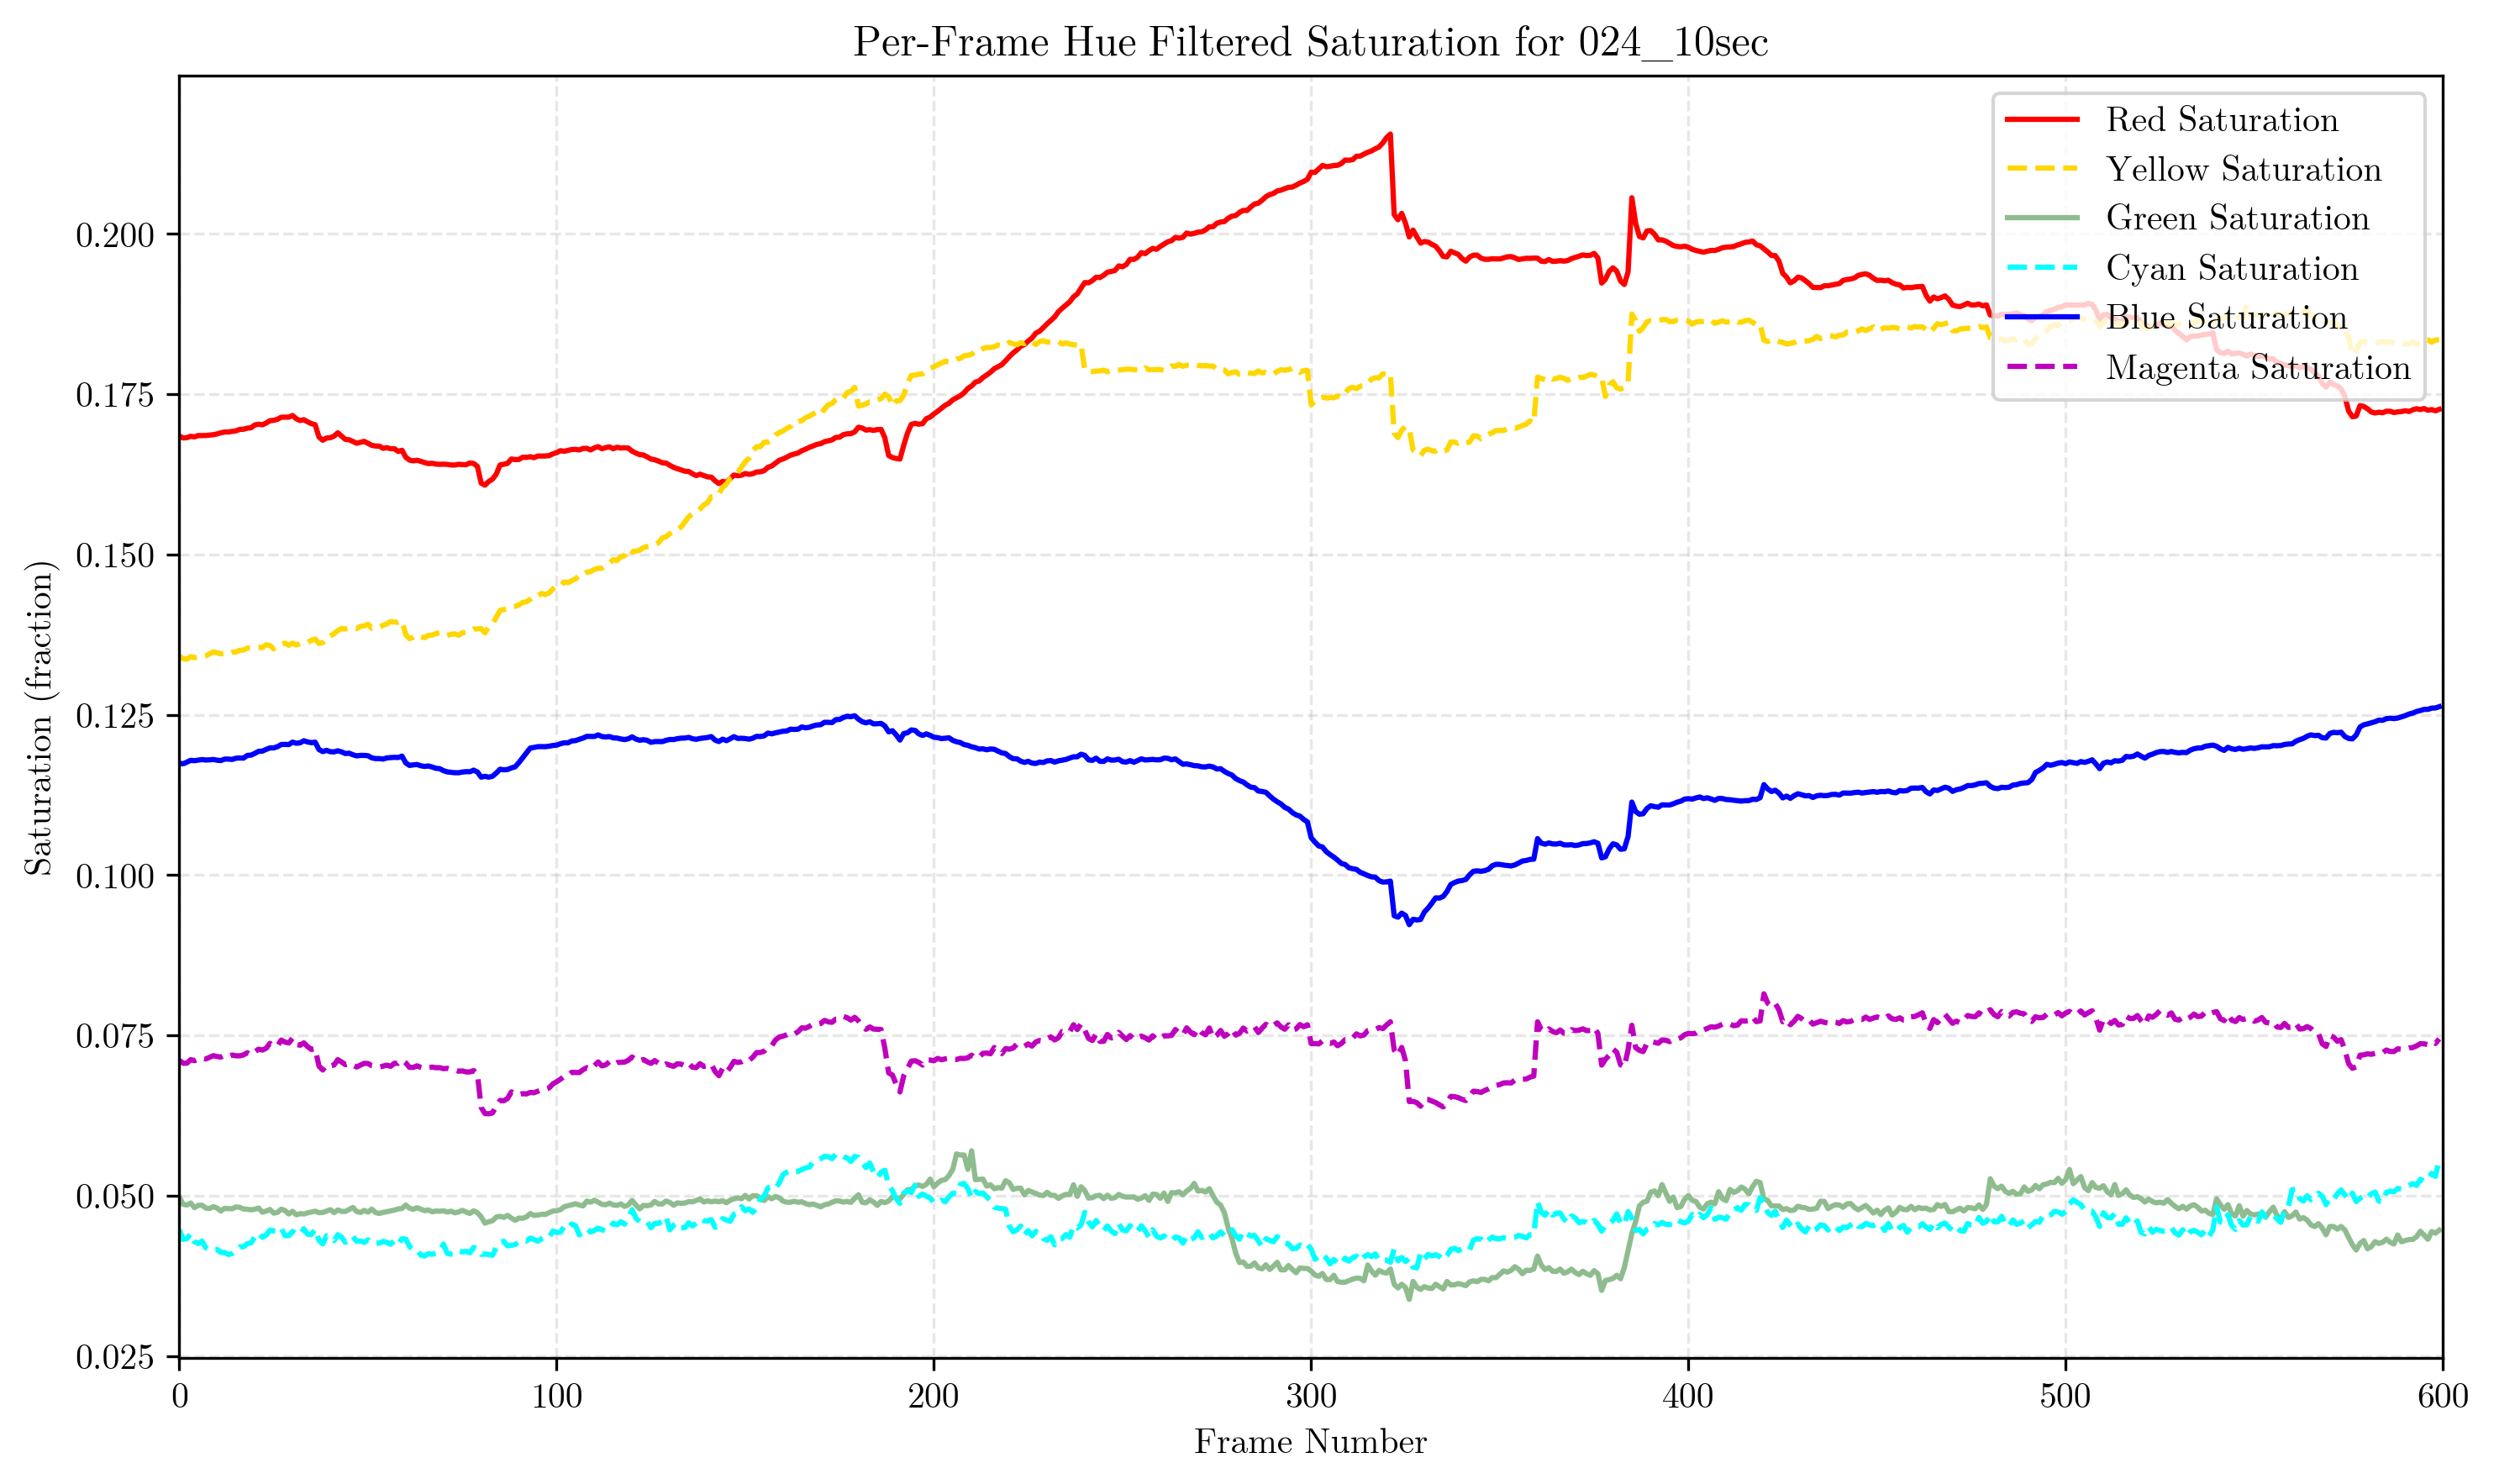 Per-Frame Hue Filtered Saturation for 024_10sec
Red Saturation
Yellow Saturation
Green Saturation
Cyan Saturation
Blue Saturation
Magenta Saturation
Saturation (fraction)
0.200
0.175
0.150
0.125
0.100
0.075
0.050
0.025
0 100 200 300 400 500 600
Frame Number